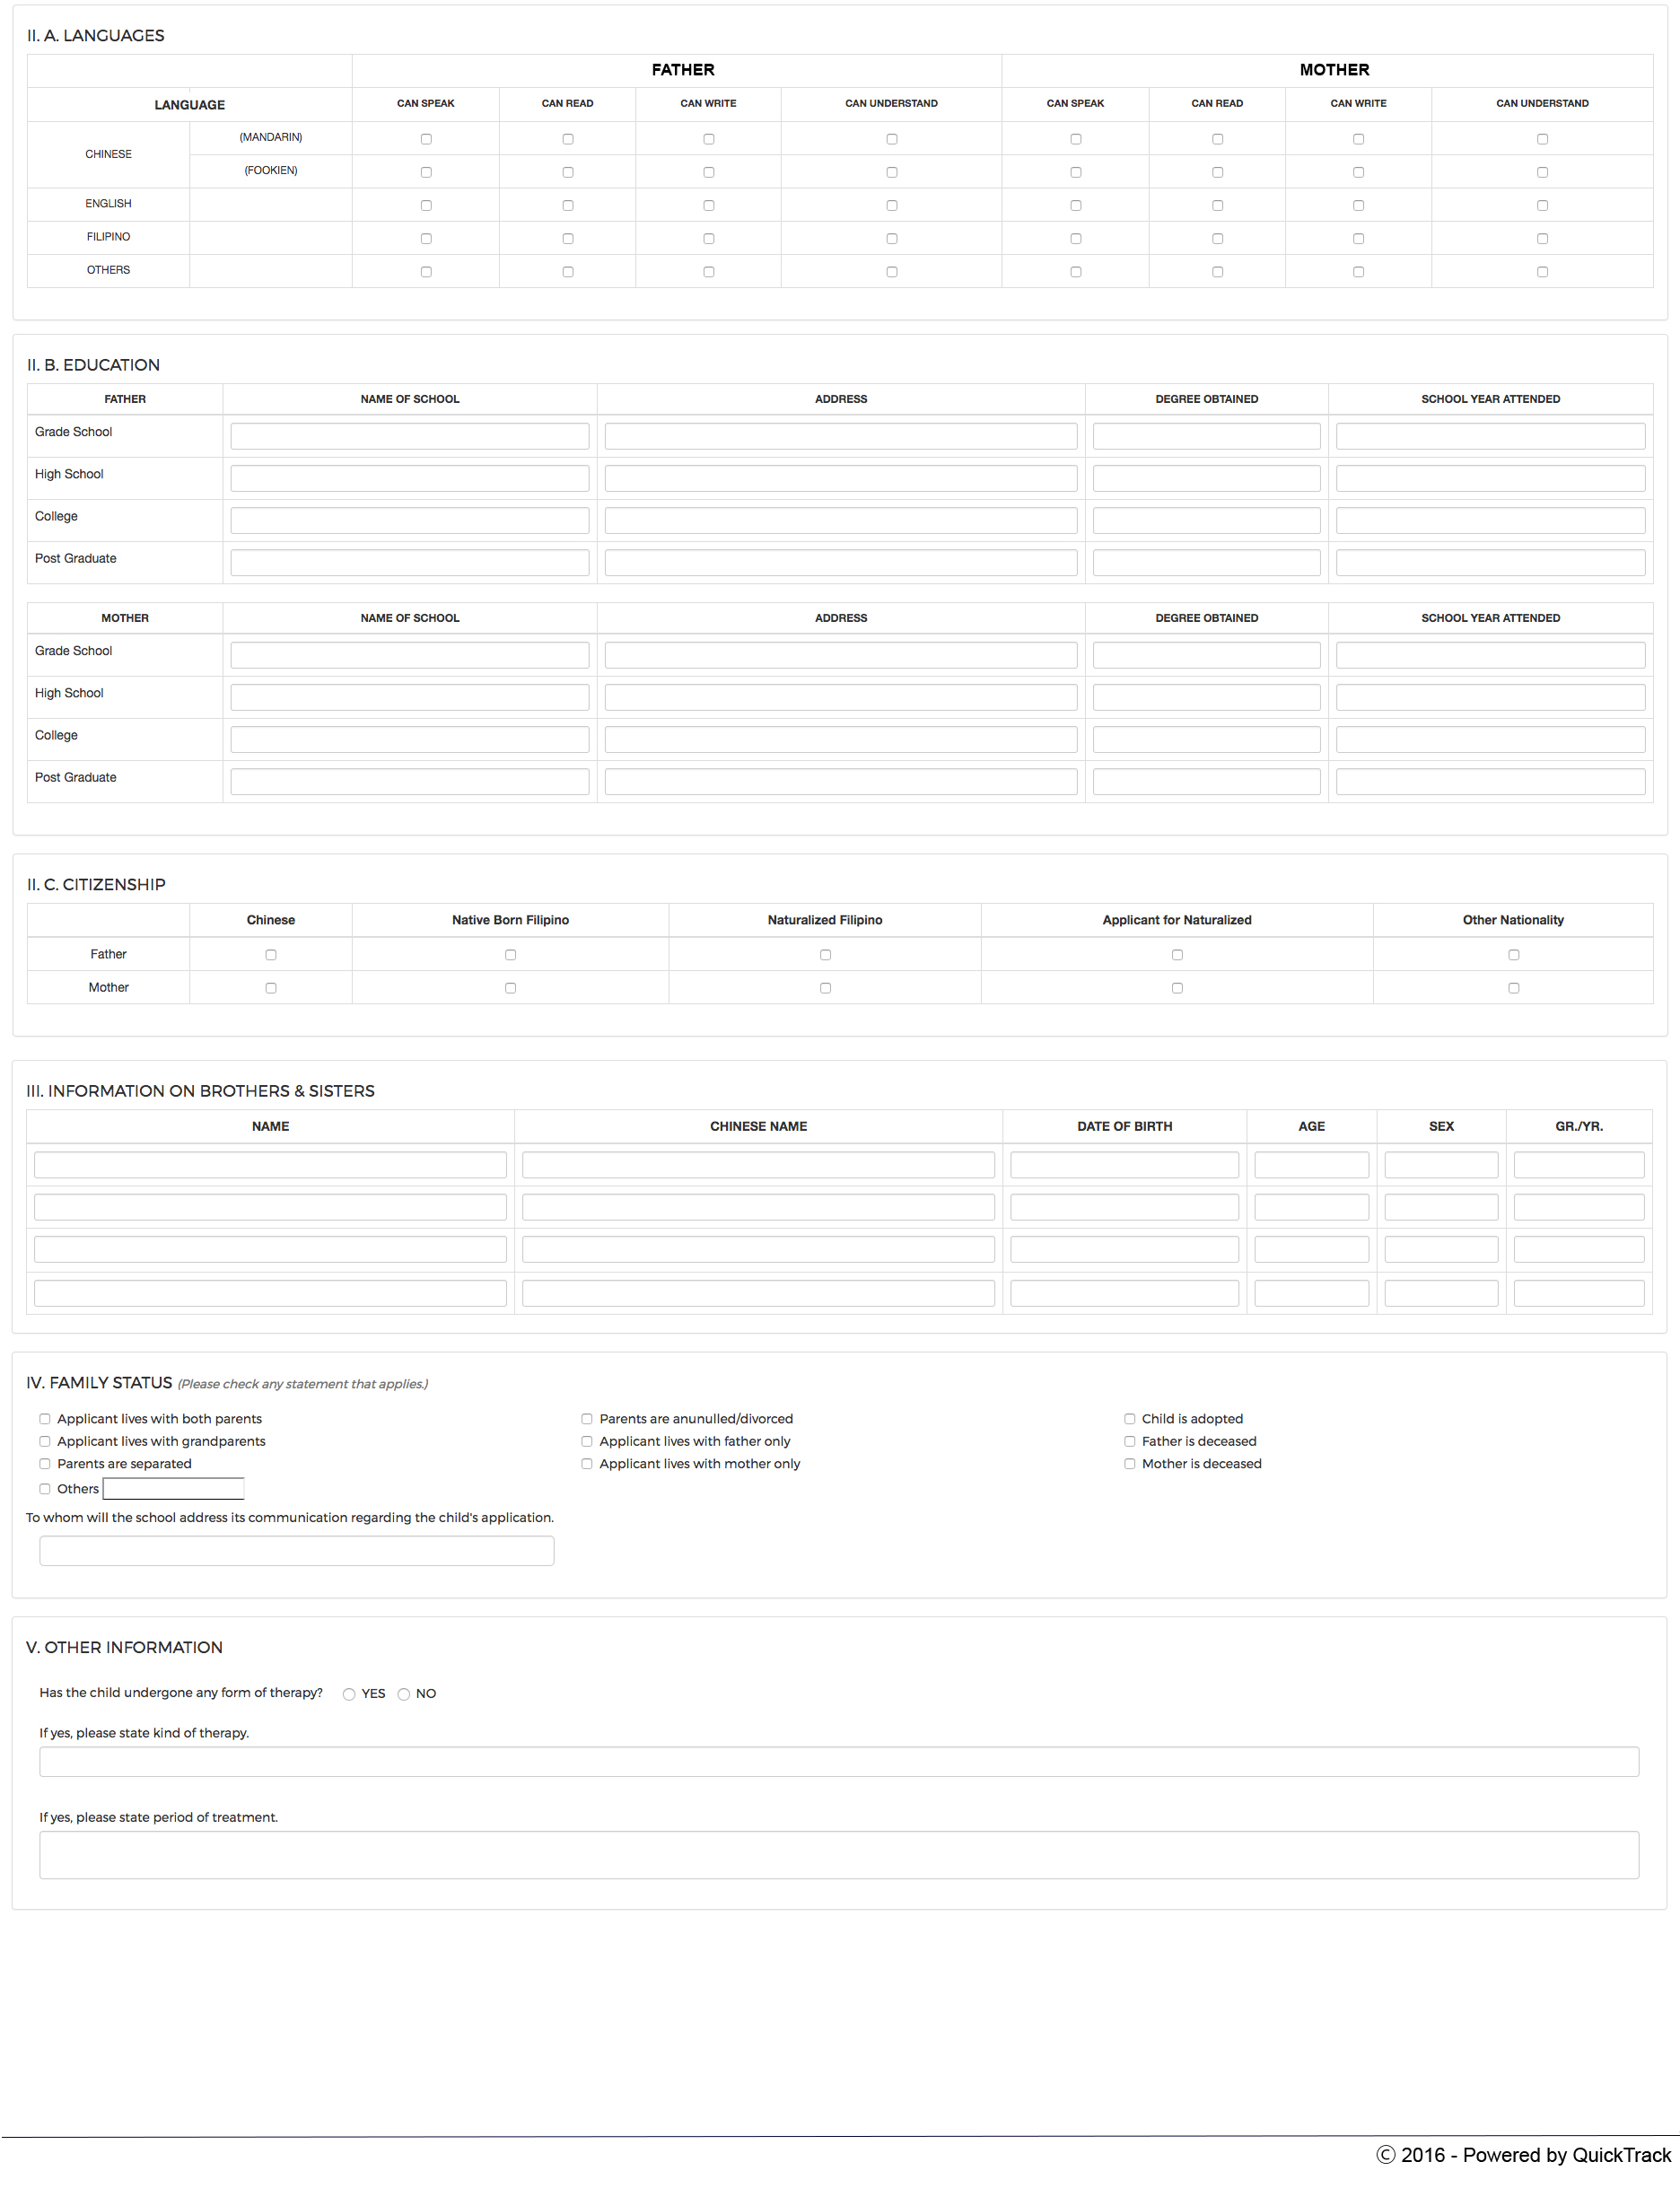 II. A. LANGUAGES
FATHER MOTHER
LANGUAGE CAN SPEAK CAN READ CAN WRITE CAN UNDERSTAND CAN SPEAK CAN READ CAN WRITE CAN UNDERSTAND
CHINESE (MANDARIN)
(FOOKIEN)
ENGLISH
FILIPINO
OTHERS
II. B. EDUCATION
FATHER NAME OF SCHOOL ADDRESS DEGREE OBTAINED SCHOOL YEAR ATTENDED
Grade School
High School
College
Post Graduate
MOTHER NAME OF SCHOOL ADDRESS DEGREE OBTAINED SCHOOL YEAR ATTENDED
Grade School
High School
College
Post Graduate
II. C. CITIZENSHIP
Chinese Native Born Filipino Naturalized Filipino Applicant for Naturalized Other Nationality
Father
Mother
III. INFORMATION ON BROTHERS & SISTERS
NAME CHINESE NAME DATE OF BIRTH AGE SEX GR./YR.
IV. FAMILY STATUS (Please check any statement that applies.)
Applicant lives with both parents Parents are anunulled/divorced Child is adopted
Applicant lives with grandparents Applicant lives with father only Father is deceased
Parents are separated Applicant lives with mother only Mother is deceased
Others
To whom will the school address its communication regarding the child's application.
V. OTHER INFORMATION
Has the child undergone any form of therapy? YES NO
If yes, please state kind of therapy.
If yes, please state period of treatment.
© 2016 - Powered by QuickTrack